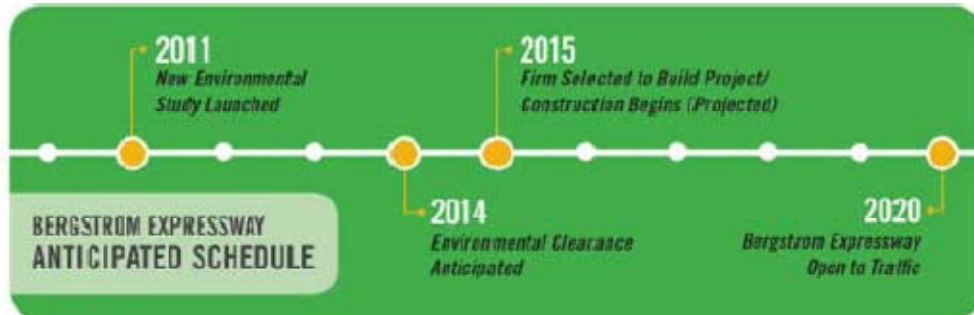 2011
New Environmental
Study Launched
2015
Firm Selected to Build Project/
Construction Begins (Projected)
2014
Environmental Clearance
Anticipated
2020
Bergstrom Expressway
Open to Traffic
BERGSTROM EXPRESSWAY
ANTICIPATED SCHEDULE